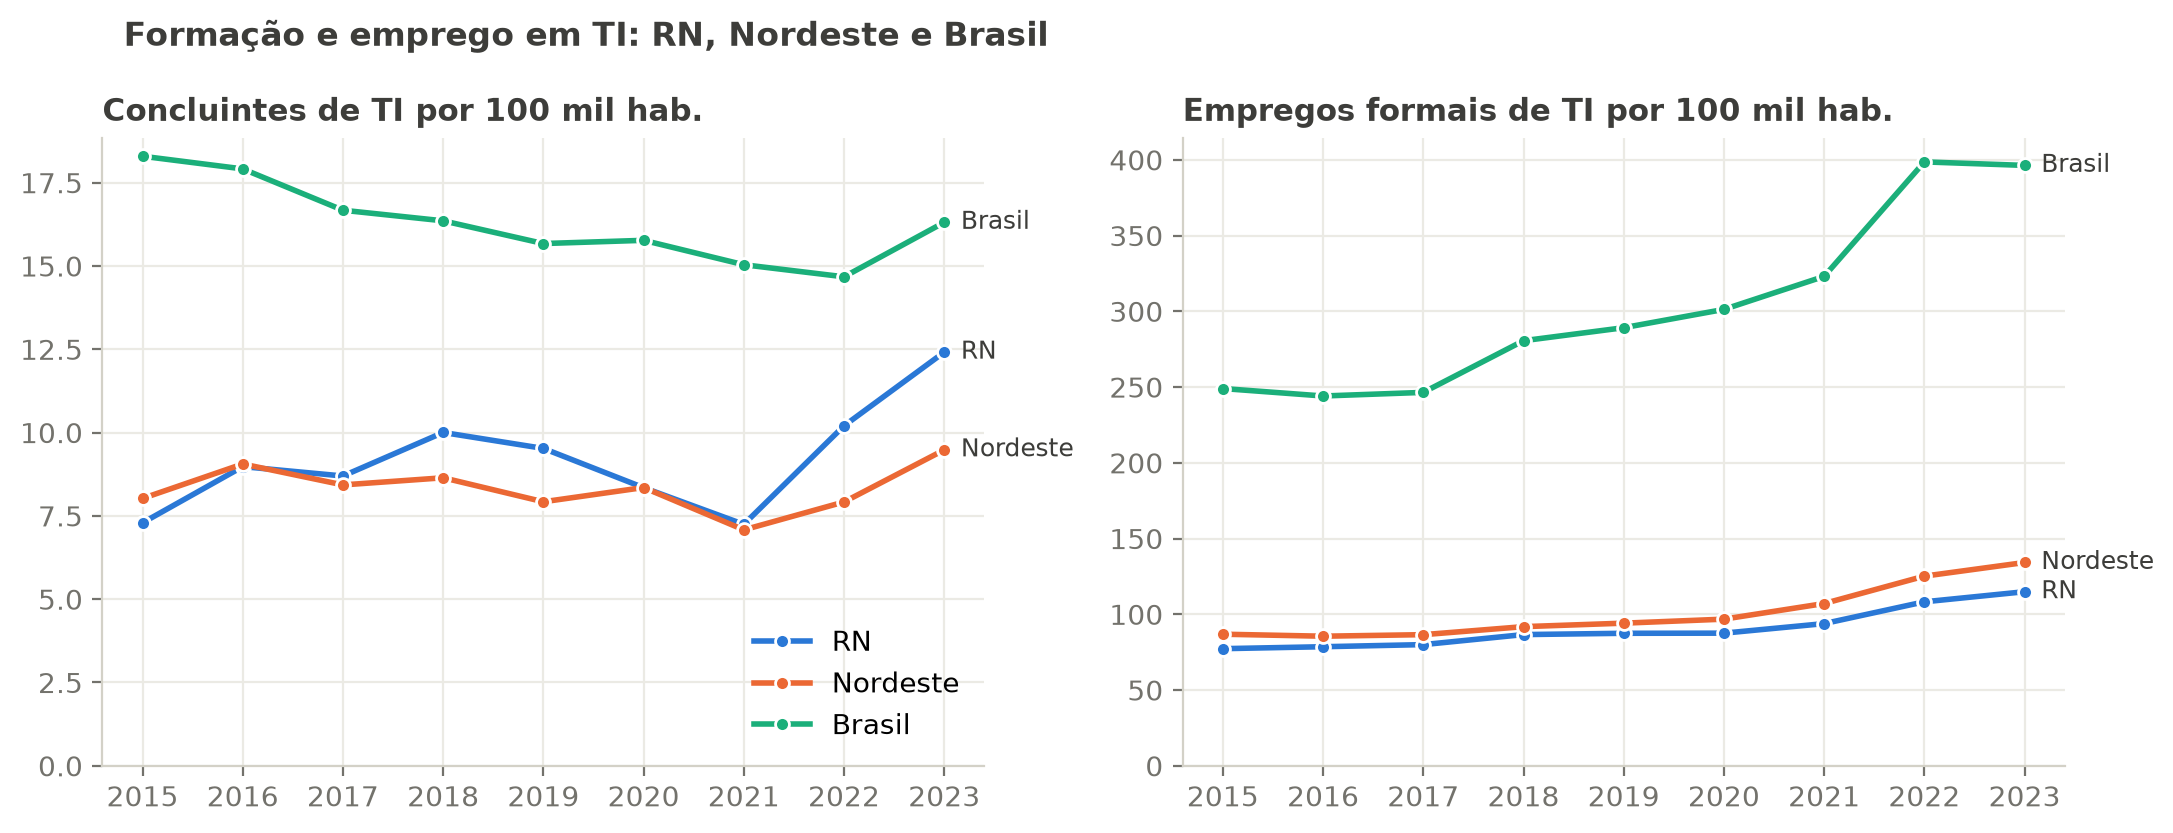 Formação e emprego em TI: RN, Nordeste e Brasil
Concluintes de TI por 100 mil hab.
17.5
15.0
12.5
10.0
7.5
5.0
2.5
0.0
Brasil
RN
Nordeste
RN
Nordeste
Brasil
2015 2016 2017 2018 2019 2020 2021 2022 2023
Empregos formais de TI por 100 mil hab.
400
350
300
250
200
150
100
50
0
Brasil
Nordeste
RN
2015 2016 2017 2018 2019 2020 2021 2022 2023